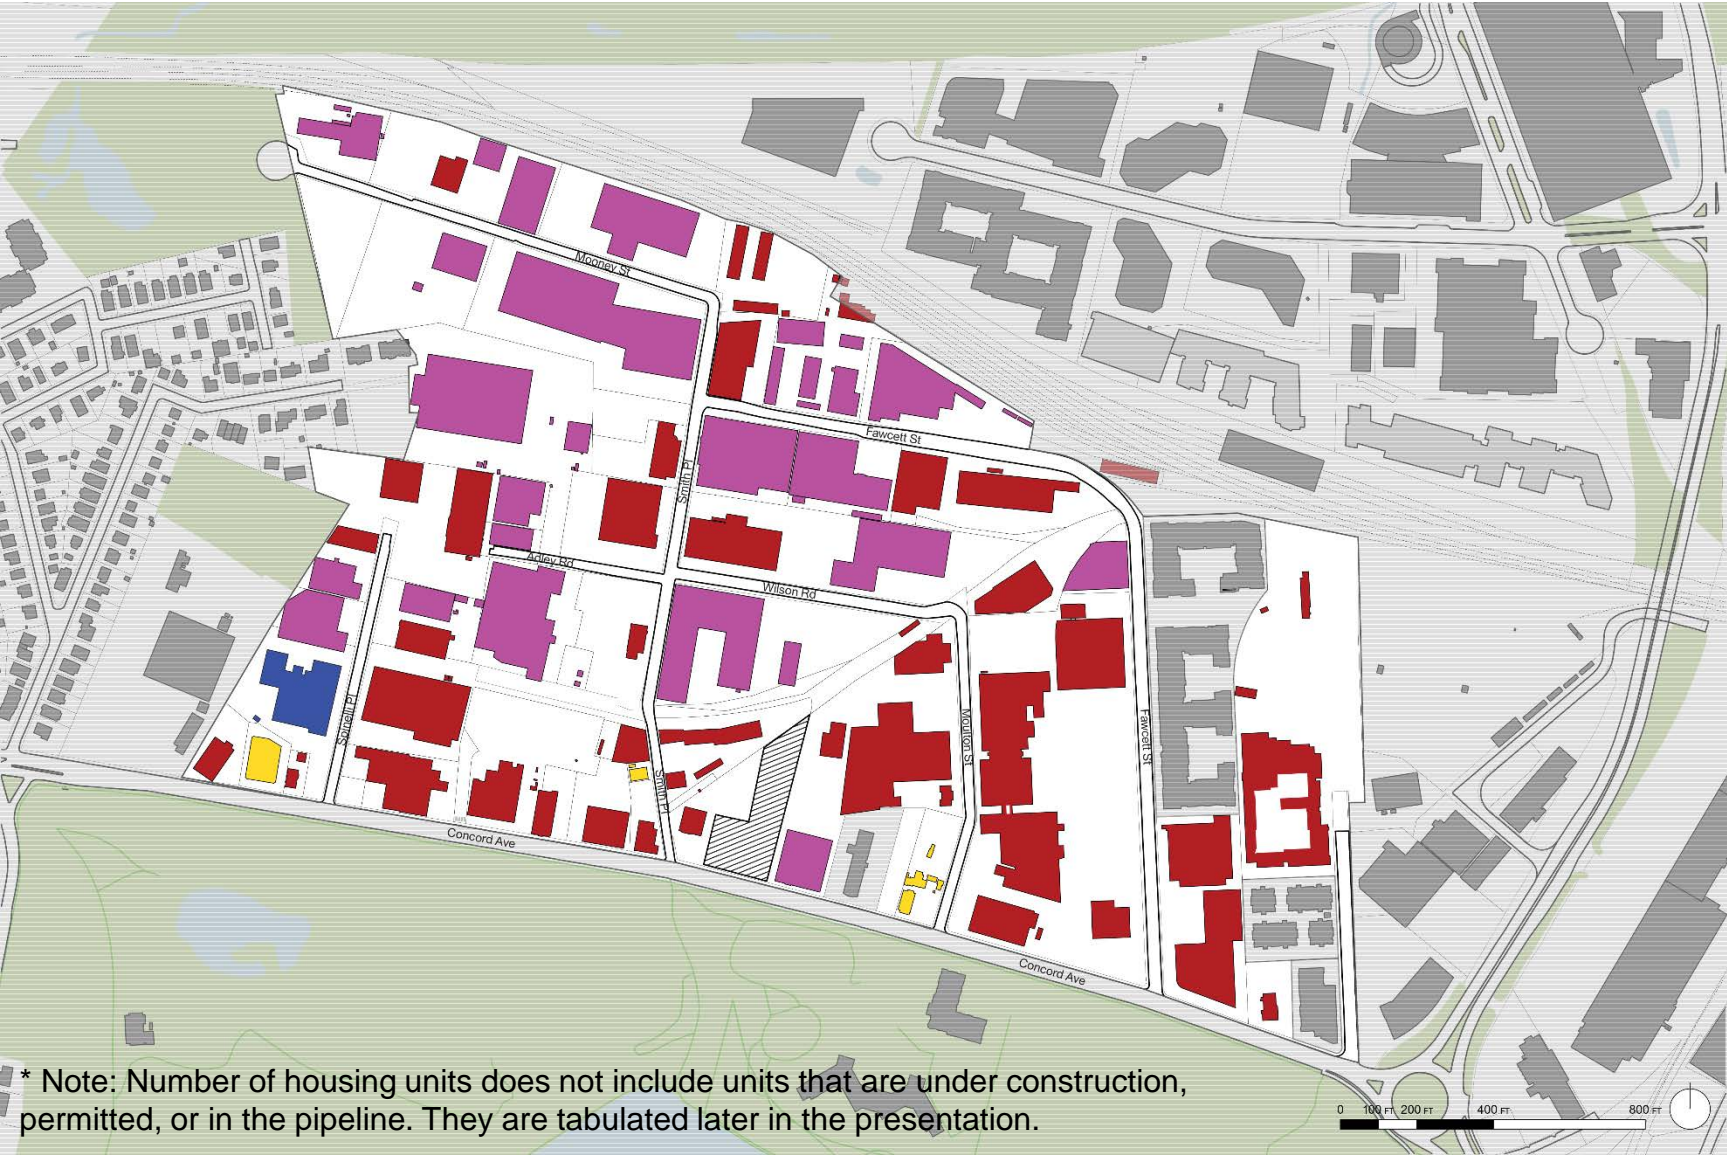 Mooney St
Fawcett St
Smith Pl
Adley Rd
Wilson Rd
Spinelli Pl
Moulton St
Fawcett St
Smith Pl
Concord Ave
Concord Ave
* Note: Number of housing units does not include units that are under construction,
permitted, or in the pipeline. They are tabulated later in the presentation.
0 100 FT 200 FT 400 FT 800 FT